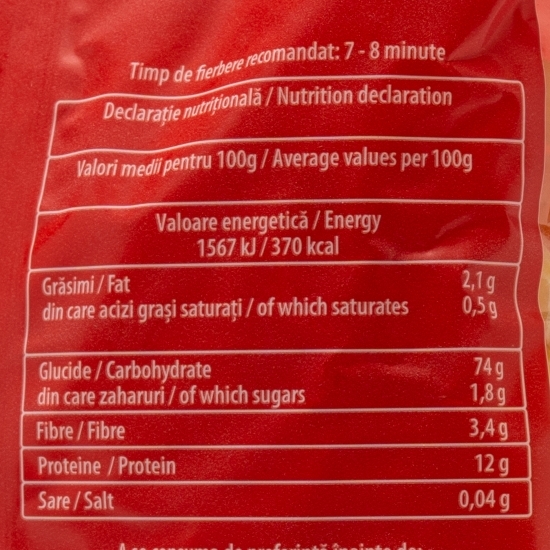 Timp de fierbere recomandat: 7 - 8 minute
Declarație nutrițională / Nutrition declaration
Valori medii pentru 100g / Average values per 100g
Valoare energetică / Energy
1567 kJ / 370 kcal
Grăsimi / Fat 2,1 g
din care acizi grași saturați / of which saturates 0,5 g
Glucide / Carbohydrate 74 g
din care zaharuri / of which sugars 1,8 g
Fibre / Fibre 3,4 g
Proteine / Protein 12 g
Sare / Salt 0,04 g